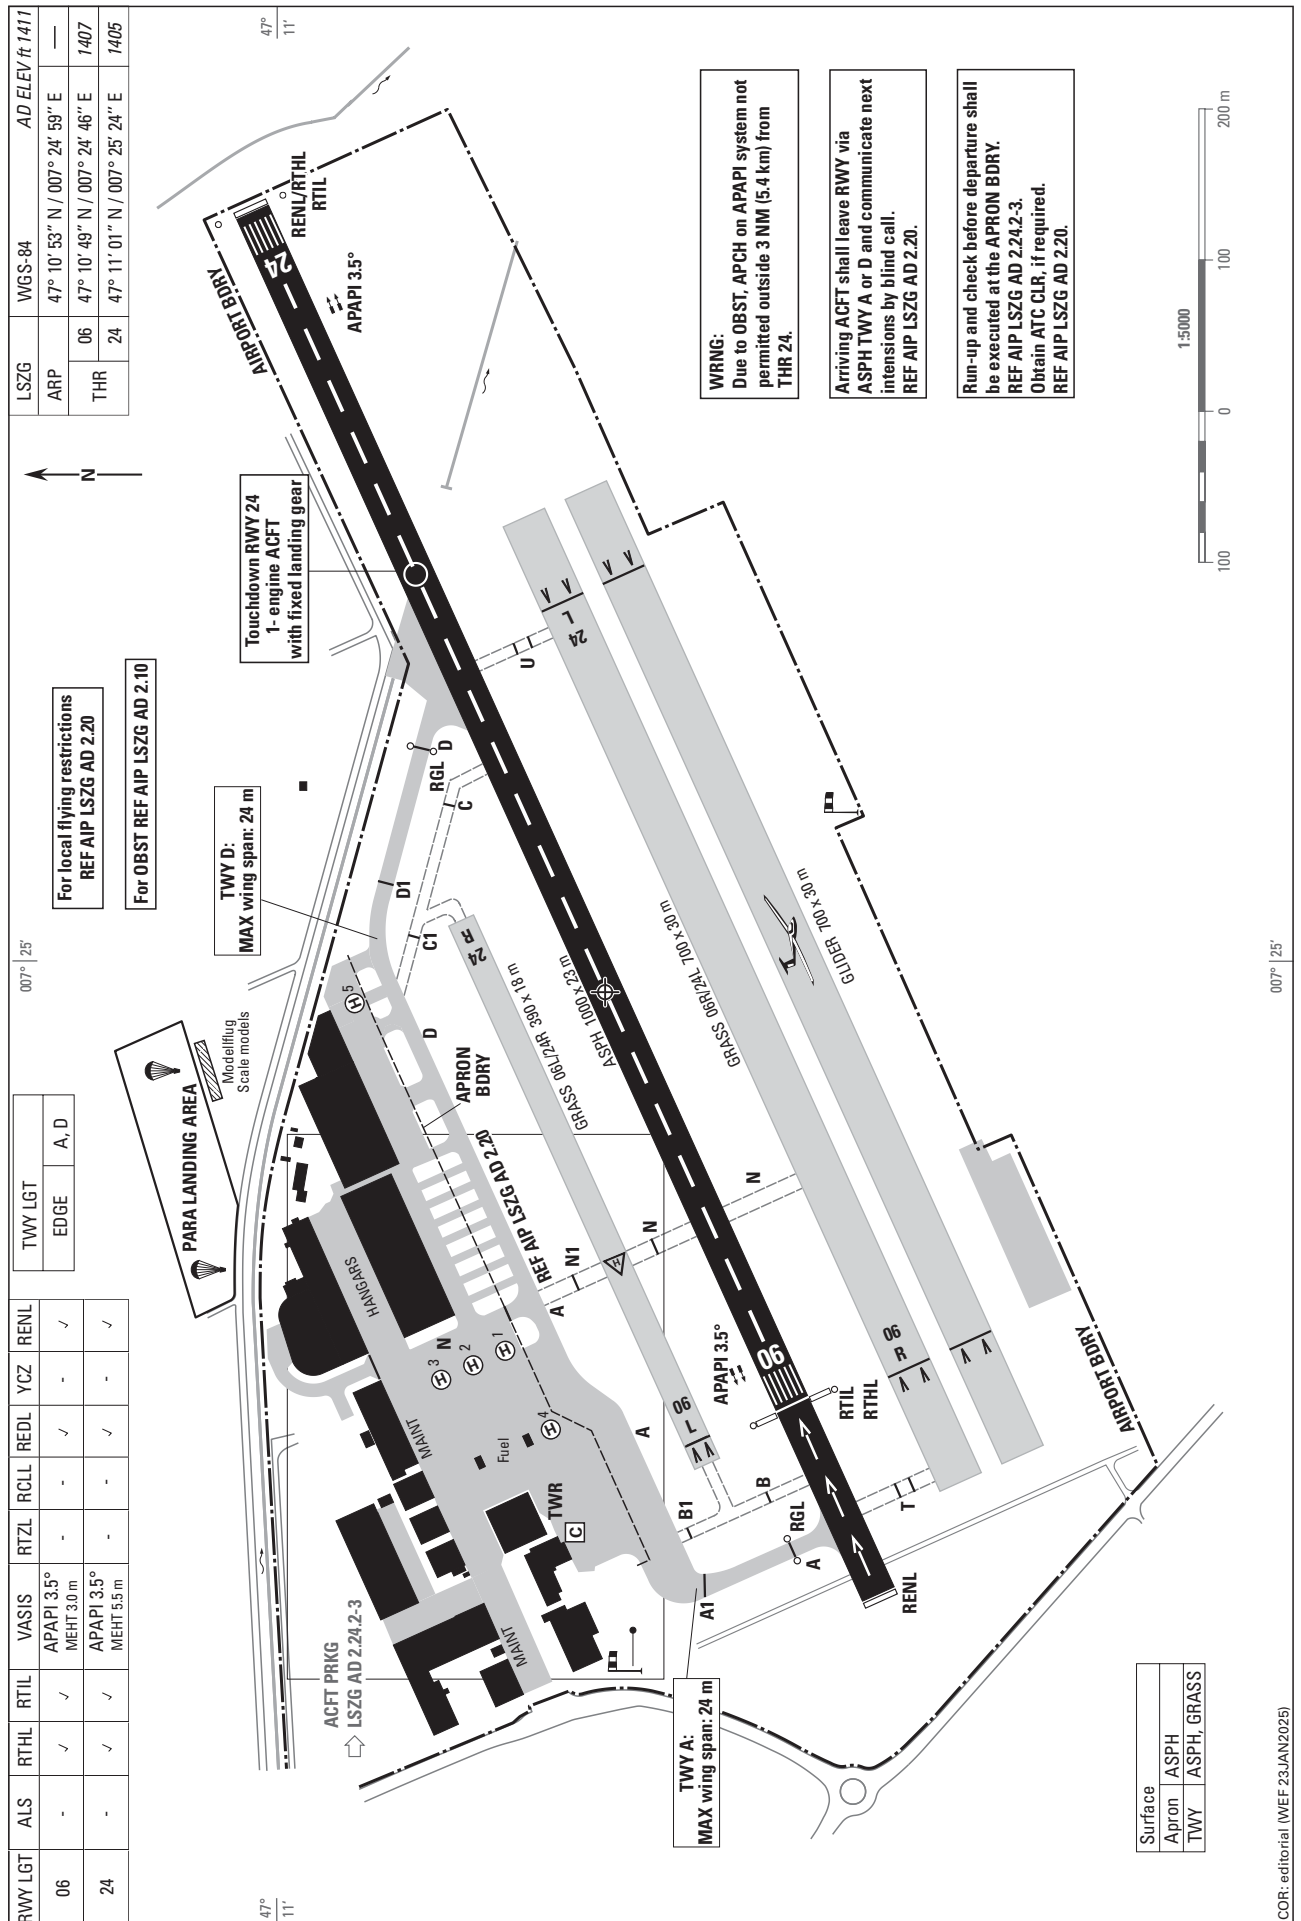 RWY LGT ALS RTHL RTIL VASIS RTZL RCLL REDL YCZ RENL
06 - ✓ ✓ APAPI 3.5° MEHT 3.0 m - - ✓ - ✓
24 - ✓ ✓ APAPI 3.5° MEHT 5.5 m - - ✓ - ✓
TWY LGT
EDGE A, D
LSZG WGS-84 AD ELEV ft 1411
ARP 47° 10' 53'' N / 007° 24' 59'' E —
THR 06 47° 10' 49'' N / 007° 24' 46'' E 1407
24 47° 11' 01'' N / 007° 25' 24'' E 1405
007° 25'
N
For local flying restrictions
REF AIP LSZG AD 2.20
For OBST REF AIP LSZG AD 2.10
47°
11'
47°
11'
PARA LANDING AREA
Modellflug
Scale models
TWY D:
MAX wing span: 24 m
Touchdown RWY 24
1- engine ACFT
with fixed landing gear
AIRPORT BDRY
24
RENL/RTHL
RTIL
APAPI 3.5°
ACFT PRKG
LSZG AD 2.24.2-3
HANGARS
MAINT
MAINT
Fuel
TWR
C
N
H 3
H 2
H 1
H 4
H 5
D
APRON
BDRY
REF AIP LSZG AD 2.20
D1
C1
C
RGL
D
U
24 R
GRASS 06L/24R 390 x 18 m
ASPH 1000 x 23 m
24
L
GRASS 06R/24L 700 x 30 m
GLIDER 700 x 30 m
A
N1
H
N
N
A
06
L
APAPI 3.5°
06
B1
B
RGL
A
A1
RTIL
RTHL
06
R
T
RENL
AIRPORT BDRY
TWY A:
MAX wing span: 24 m
WRNG:
Due to OBST, APCH on APAPI system not
permitted outside 3 NM (5.4 km) from
THR 24.
Arriving ACFT shall leave RWY via
ASPH TWY A or D and communicate next
intensions by blind call.
REF AIP LSZG AD 2.20.
Run-up and check before departure shall
be executed at the APRON BDRY.
REF AIP LSZG AD 2.24.2-3.
Obtain ATC CLR, if required.
REF AIP LSZG AD 2.20.
1:5000
100 0 100 200 m
Surface
Apron ASPH
TWY ASPH, GRASS
007° 25'
COR: editorial (WEF 23JAN2025)